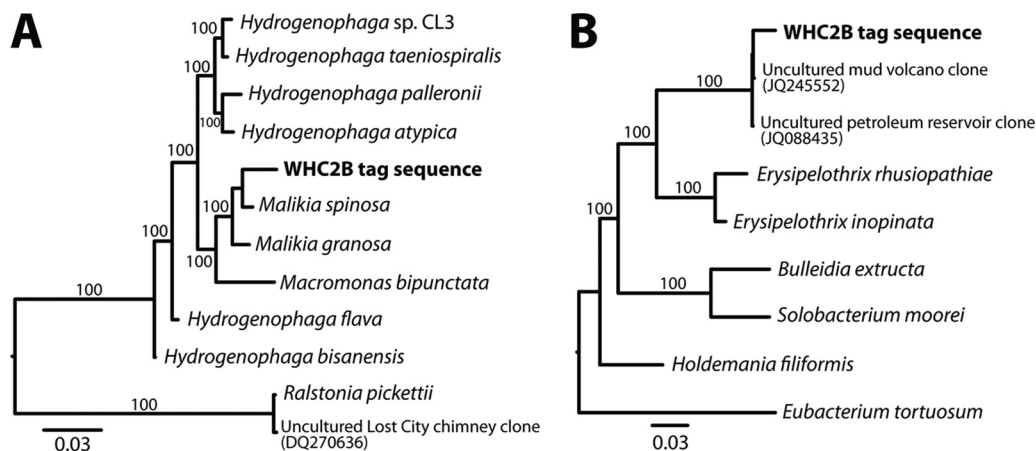 A
100
Hydrogenophaga sp. CL3
Hydrogenophaga taeniospiralis
100
Hydrogenophaga palleronii
100
Hydrogenophaga atypica
100
WHC2B tag sequence
100
Malikia spinosa
Malikia granosa
100
Macromonas bipunctata
100
Hydrogenophaga flava
Hydrogenophaga bisanensis
100
Ralstonia pickettii
100
Uncultured Lost City chimney clone
(DQ270636)
0.03
B
WHC2B tag sequence
100
Uncultured mud volcano clone
(JQ245552)
Uncultured petroleum reservoir clone
(JQ088435)
100
Erysipelothrix rhusiopathiae
100
Erysipelothrix inopinata
100
Bulleidia extructa
100
Solobacterium moorei
Holdemania filiformis
Eubacterium tortuosum
0.03